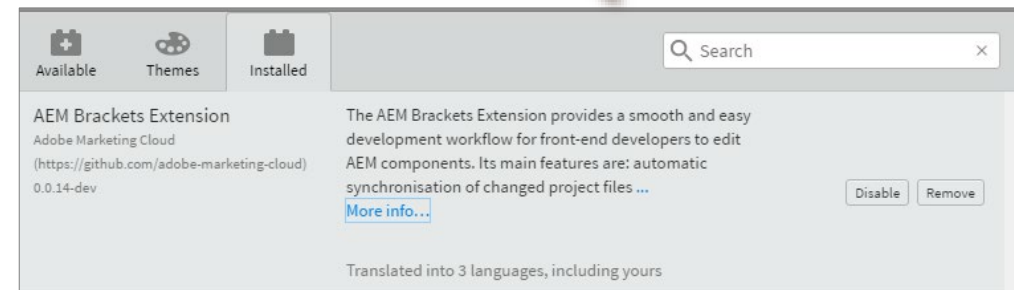 Available
Themes
Installed
Search
AEM Brackets Extension
Adobe Marketing Cloud
(https://github.com/adobe-marketing-cloud)
0.0.14-dev
The AEM Brackets Extension provides a smooth and easy
development workflow for front-end developers to edit
AEM components. Its main features are: automatic
synchronisation of changed project files ...
More info...
Disable
Remove
Translated into 3 languages, including yours